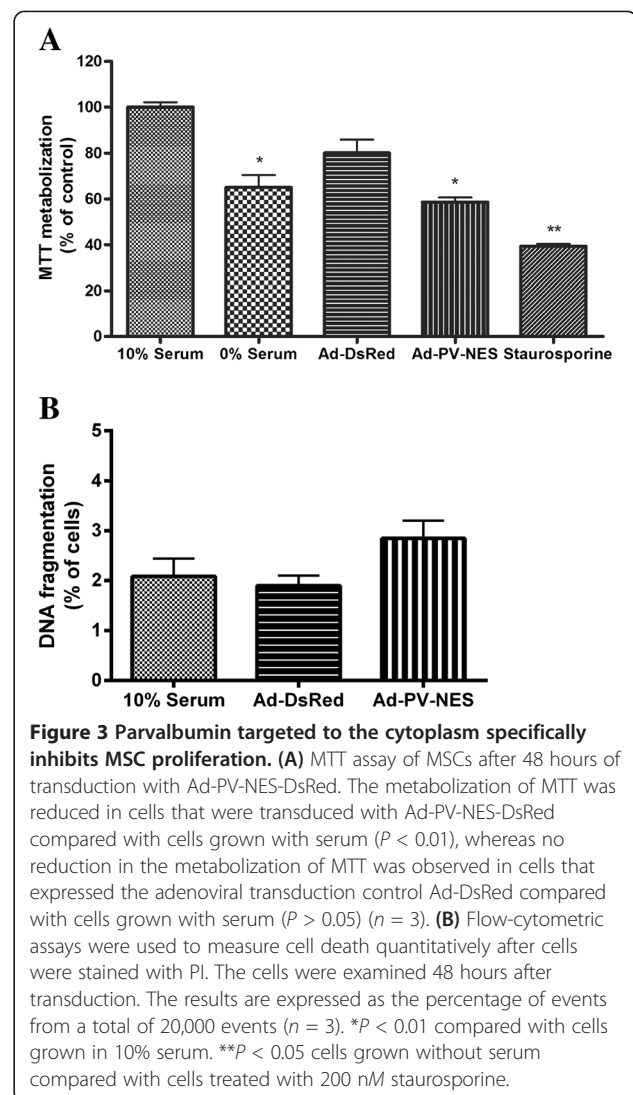 A
120
100
80
60
40
20
0
MTT metabolization
(% of control)
*
*
**
10% Serum 0% Serum Ad-DsRed Ad-PV-NES Staurosporine
B
5
4
3
2
1
0
DNA fragmentation
(% of cells)
10% Serum Ad-DsRed Ad-PV-NES
Figure 3 Parvalbumin targeted to the cytoplasm specifically
inhibits MSC proliferation. (A) MTT assay of MSCs after 48 hours of
transduction with Ad-PV-NES-DsRed. The metabolization of MTT was
reduced in cells that were transduced with Ad-PV-NES-DsRed
compared with cells grown with serum (P < 0.01), whereas no
reduction in the metabolization of MTT was observed in cells that
expressed the adenoviral transduction control Ad-DsRed compared
with cells grown with serum (P > 0.05) (n = 3). (B) Flow-cytometric
assays were used to measure cell death quantitatively after cells
were stained with PI. The cells were examined 48 hours after
transduction. The results are expressed as the percentage of events
from a total of 20,000 events (n = 3). *P < 0.01 compared with cells
grown in 10% serum. **P < 0.05 cells grown without serum
compared with cells treated with 200 nM staurosporine.